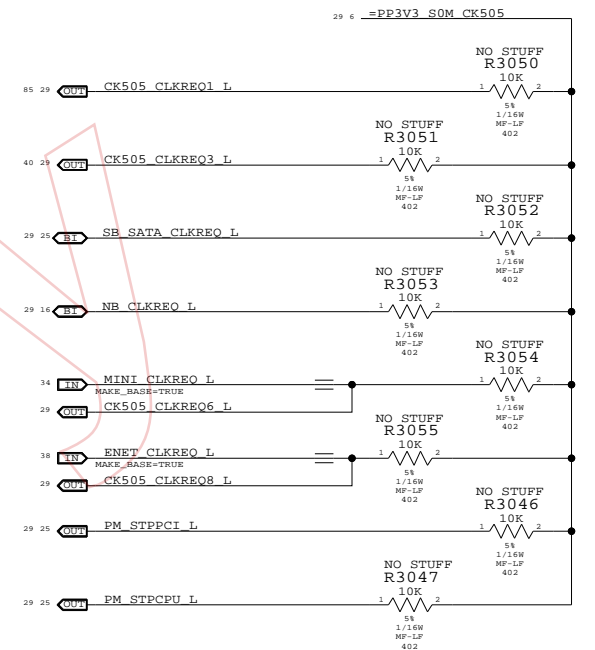 29 6 =PP3V3_S0M_CK505
NO STUFF
R3050
85 29 OUT CK505_CLKREQ1_L 1 10K 2
5%
1/16W
MF-LF
402
NO STUFF
R3051
40 29 OUT CK505_CLKREQ3_L 1 10K 2
5%
1/16W
MF-LF
402
NO STUFF
R3052
29 25 BI SB_SATA_CLKREQ_L 1 10K 2
5%
1/16W
MF-LF
402
NO STUFF
R3053
29 16 BI NB_CLKREQ_L 1 10K 2
5%
1/16W
MF-LF
402
NO STUFF
R3054
34 IN MINI_CLKREQ_L 1 10K 2
MAKE_BASE=TRUE
5%
1/16W
MF-LF
402
29 OUT CK505_CLKREQ6_L
NO STUFF
R3055
38 IN ENET_CLKREQ_L 1 10K 2
MAKE_BASE=TRUE
5%
1/16W
MF-LF
402
29 OUT CK505_CLKREQ8_L
NO STUFF
R3046
29 25 OUT PM_STPPCI_L 1 10K 2
5%
1/16W
MF-LF
402
NO STUFF
R3047
29 25 OUT PM_STPCPU_L 1 10K 2
5%
1/16W
MF-LF
402